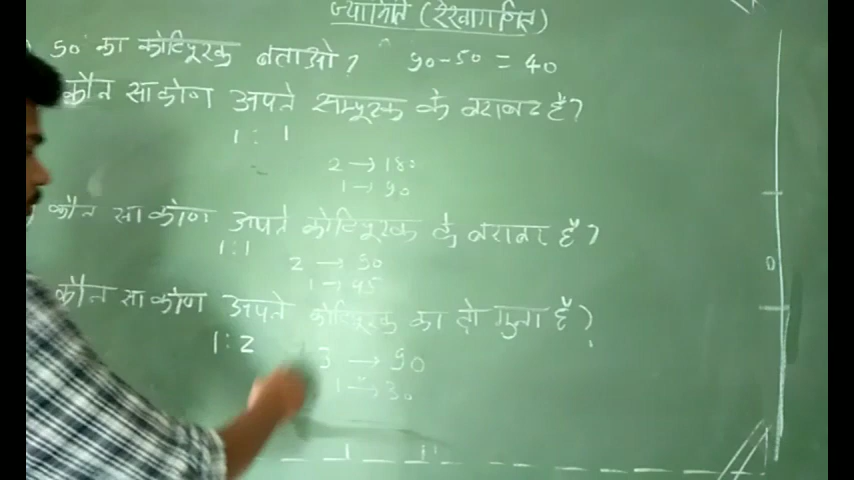 ज्यामिति (रेखागणित)
50° का कोटिपूरक बताओ? 90-50 = 40
कौन सा कोण अपने सम्पूरक के बराबर है?
1 : 1
2 → 180
1 → 90
कौन सा कोण अपने कोटिपूरक के बराबर है?
1:1
2 → 90
1 → 45
कौन सा कोण अपने कोटिपूरक का दो गुना है?
1:2
3 → 90
1 → 30